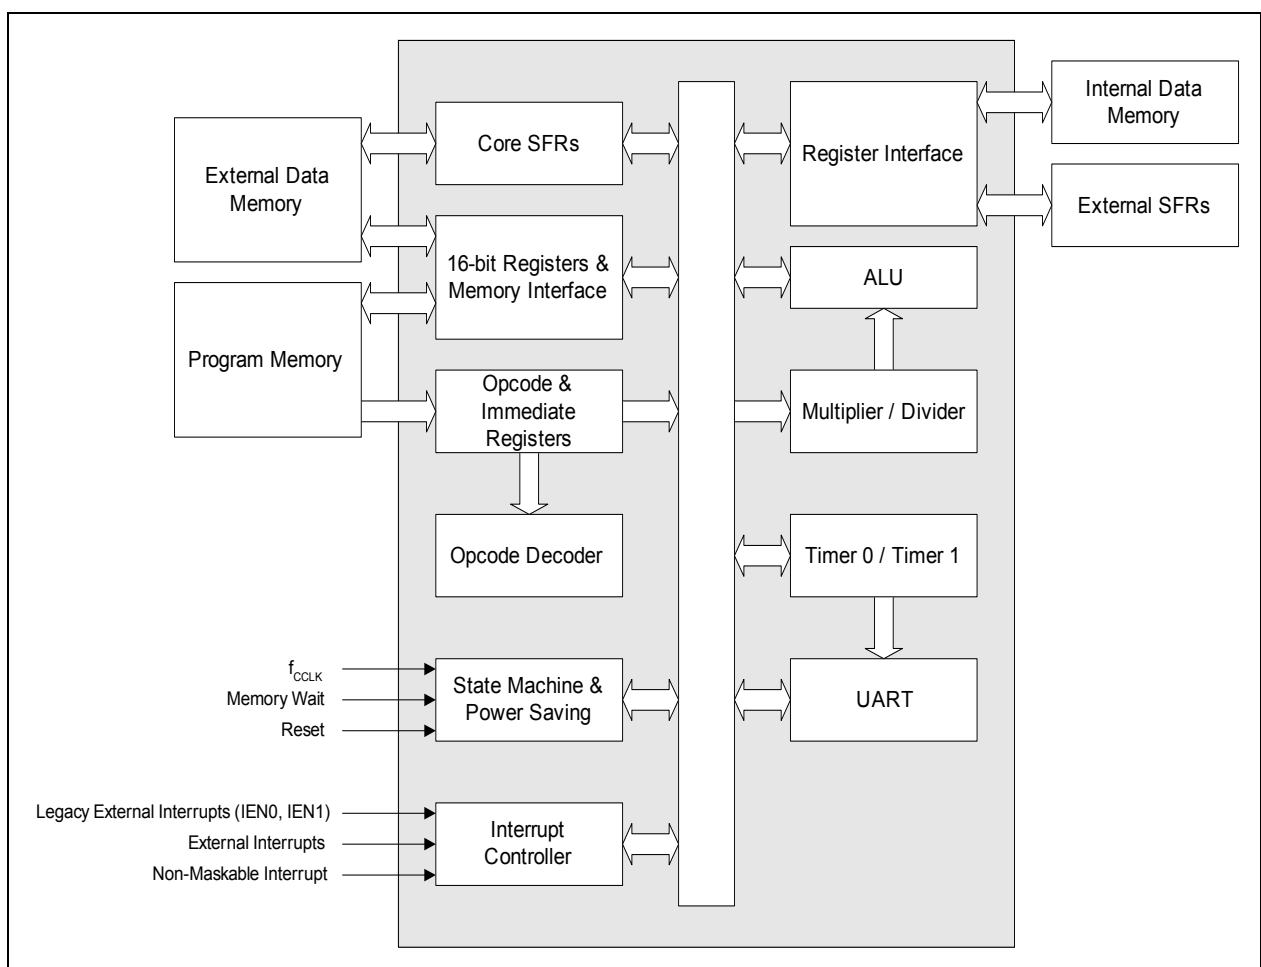 Core SFRs
Register Interface
Internal Data
Memory
External Data
Memory
External SFRs
16-bit Registers &
Memory Interface
ALU
Program Memory
Opcode &
Immediate
Registers
Multiplier / Divider
Opcode Decoder
Timer 0 / Timer 1
fCCLK
Memory Wait
Reset
State Machine &
Power Saving
UART
Legacy External Interrupts (IEN0, IEN1)
External Interrupts
Non-Maskable Interrupt
Interrupt
Controller